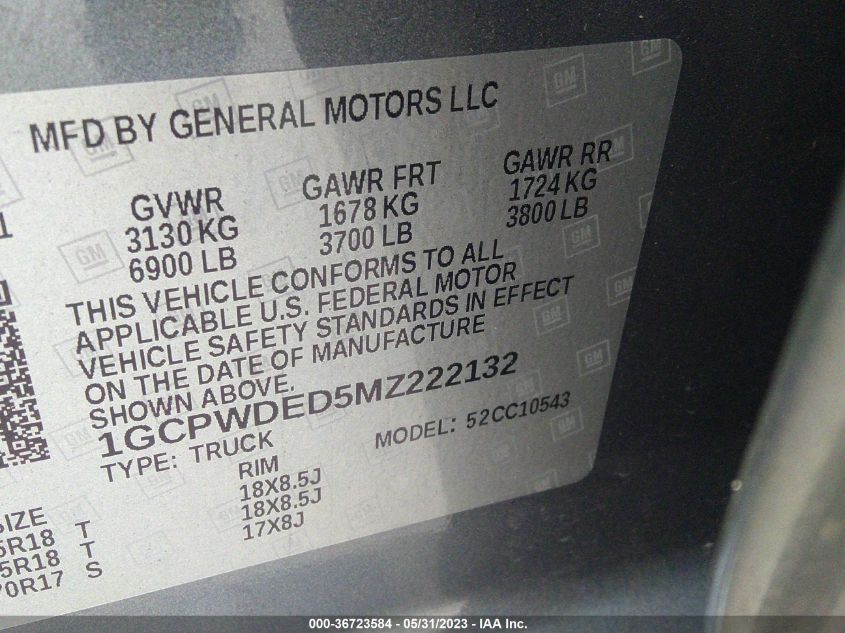 MFD BY GENERAL MOTORS LLC
GVWR GAWR FRT GAWR RR
3130 KG 1678 KG 1724 KG
6900 LB 3700 LB 3800 LB
THIS VEHICLE CONFORMS TO ALL
APPLICABLE U.S. FEDERAL MOTOR
VEHICLE SAFETY STANDARDS IN EFFECT
ON THE DATE OF MANUFACTURE
SHOWN ABOVE.
1GCPWDED5MZ222132
TYPE: TRUCK MODEL: 52CC10543
RIM
5R18 T 18X8.5J
5R18 T 18X8.5J
70R17 S 17X8J
000-36723584 - 05/31/2023 - IAA Inc.